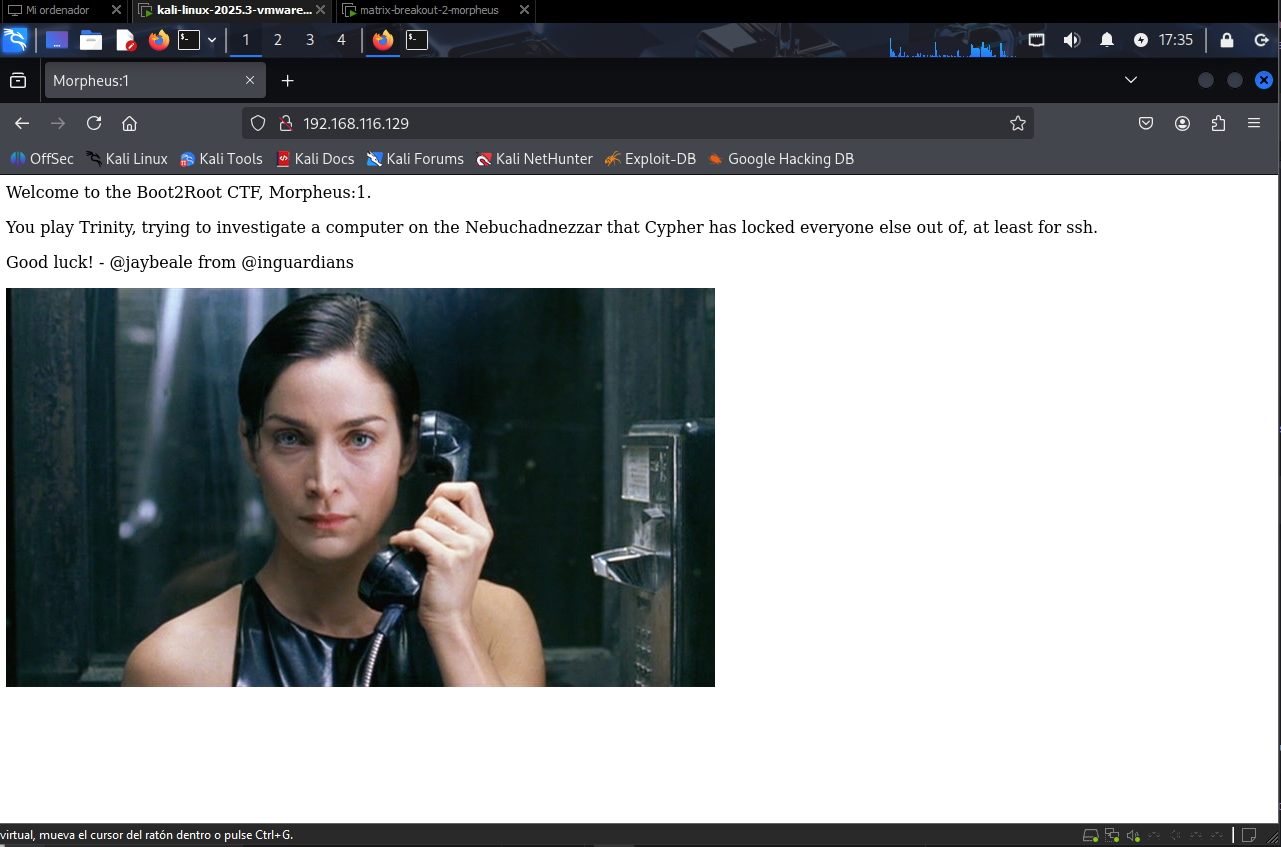 Mi ordenador
kali-linux-2025.3-vmware...
matrix-breakout-2-morpheus
1 2 3 4
17:35
Morpheus:1
192.168.116.129
OffSec Kali Linux Kali Tools Kali Docs Kali Forums Kali NetHunter Exploit-DB Google Hacking DB
Welcome to the Boot2Root CTF, Morpheus:1.
You play Trinity, trying to investigate a computer on the Nebuchadnezzar that Cypher has locked everyone else out of, at least for ssh.
Good luck! - @jaybeale from @inguardians
virtual, mueva el cursor del ratón dentro o pulse Ctrl+G.